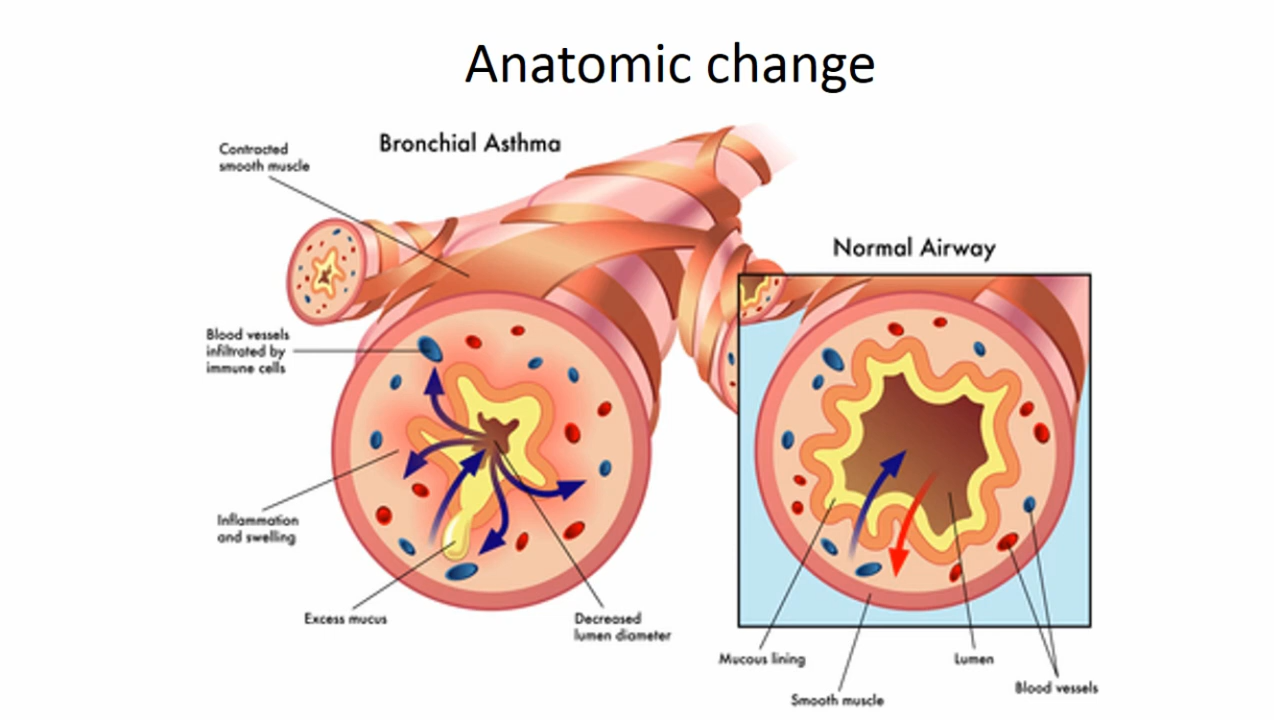 Anatomic change
Bronchial Asthma
Contracted
smooth muscle
Normal Airway
Blood vessels
infiltrated by
immune cells
Inflammation
and swelling
Excess mucus
Decreased
lumen diameter
Mucous lining
Lumen
Smooth muscle
Blood vessels